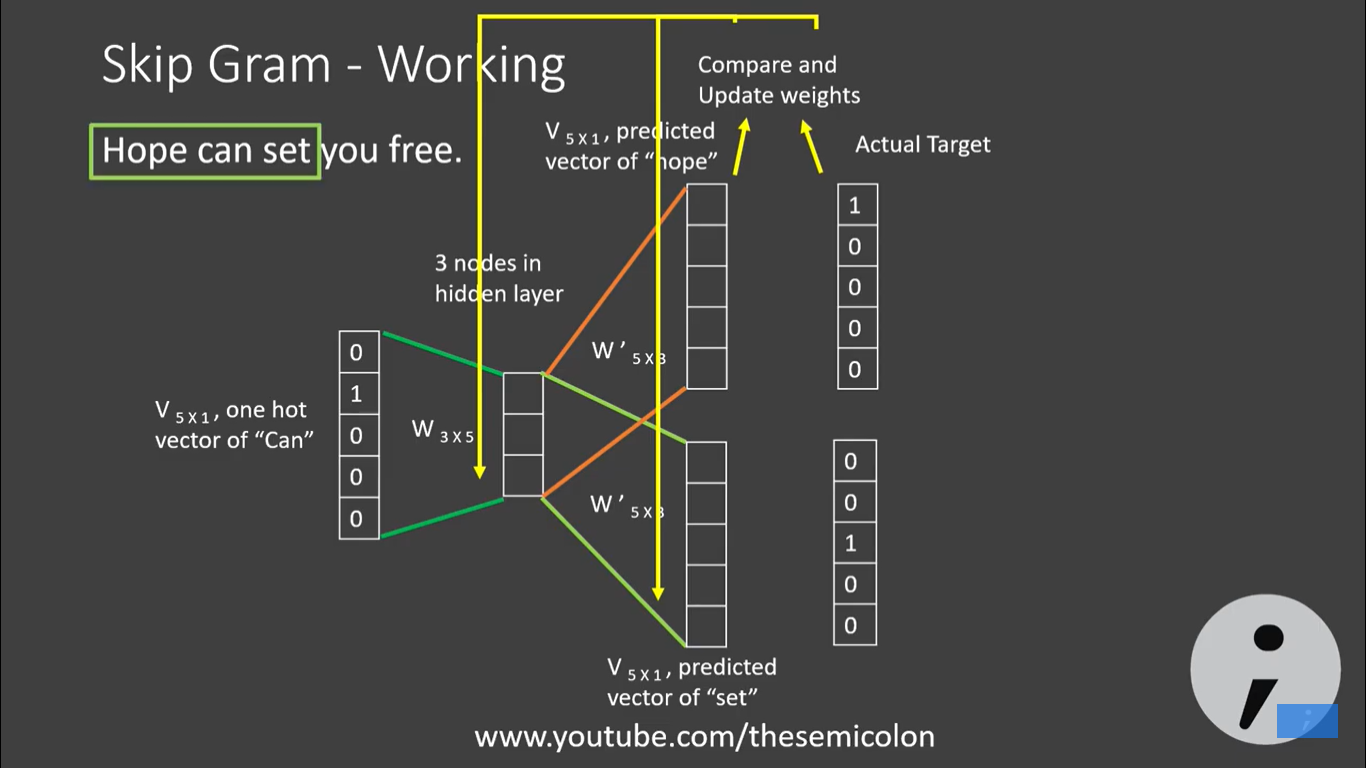 Skip Gram - Working
Hope can set you free.
Compare and
Update weights
V 5 X 1, predicted
vector of “hope”
Actual Target
3 nodes in
hidden layer
V 5 X 1, one hot
vector of “Can”
0
1
0
0
0
W 3 X 5
W’ 5 X 3
W’ 5 X 3
1
0
0
0
0
0
0
1
0
0
V 5 X 1, predicted
vector of “set”
www.youtube.com/thesemicolon